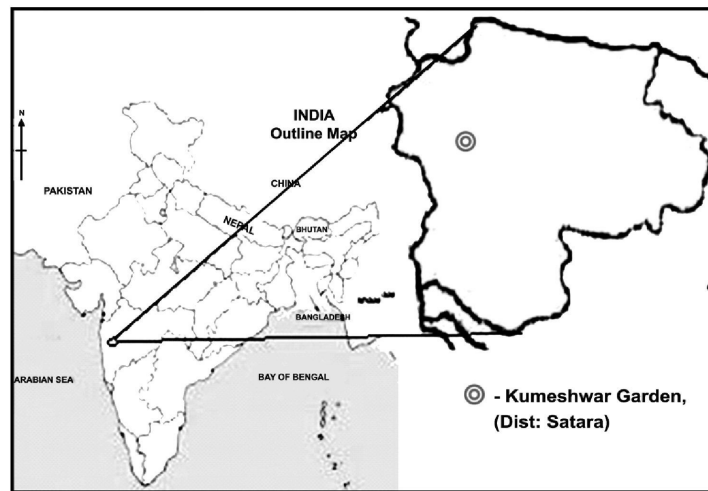 N
INDIA
Outline Map
CHINA
PAKISTAN
NEPAL
BHUTAN
BANGLADESH
ARABIAN SEA
BAY OF BENGAL
- Kumeshwar Garden,
(Dist: Satara)